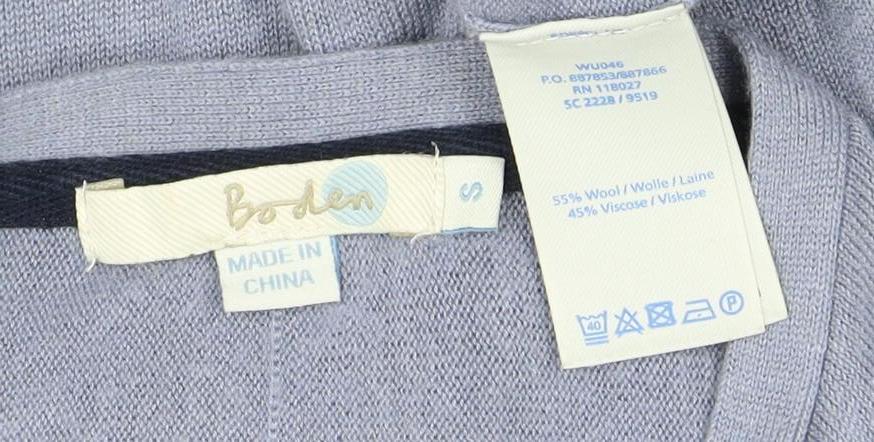 WU046
P.O. 887853/887866
RN 118027
SC 2228 / 9519
55% Wool / Wolle / Laine
45% Viscose / Viskose
40
P
Boden
S
MADE IN
CHINA